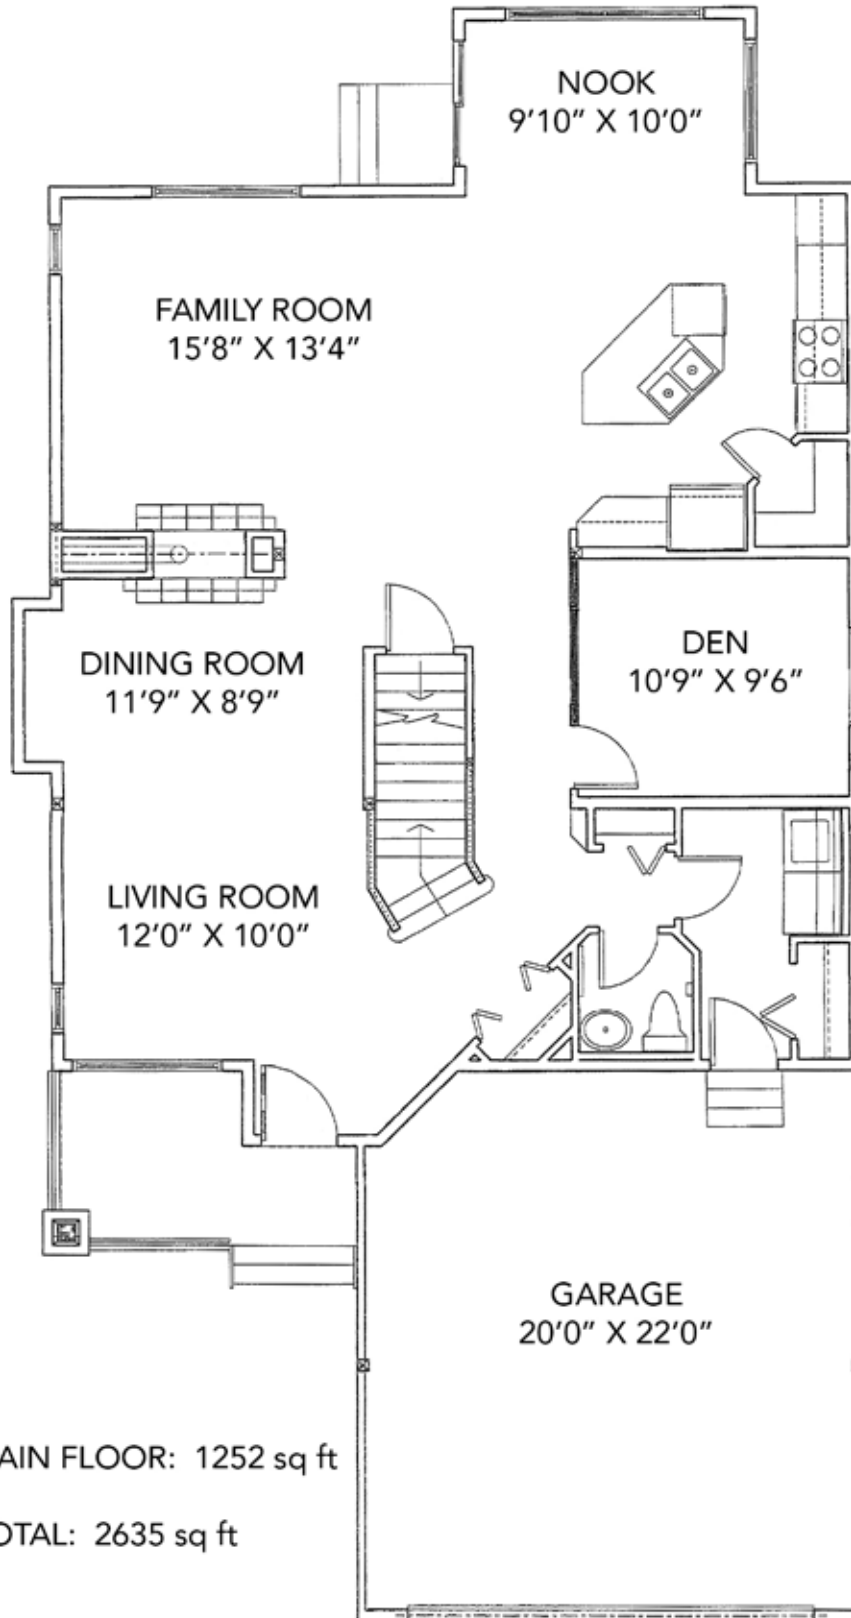 NOOK
9'10" X 10'0"
FAMILY ROOM
15'8" X 13'4"
DINING ROOM
11'9" X 8'9"
DEN
10'9" X 9'6"
LIVING ROOM
12'0" X 10'0"
GARAGE
20'0" X 22'0"
AIN FLOOR: 1252 sq ft
OTAL: 2635 sq ft